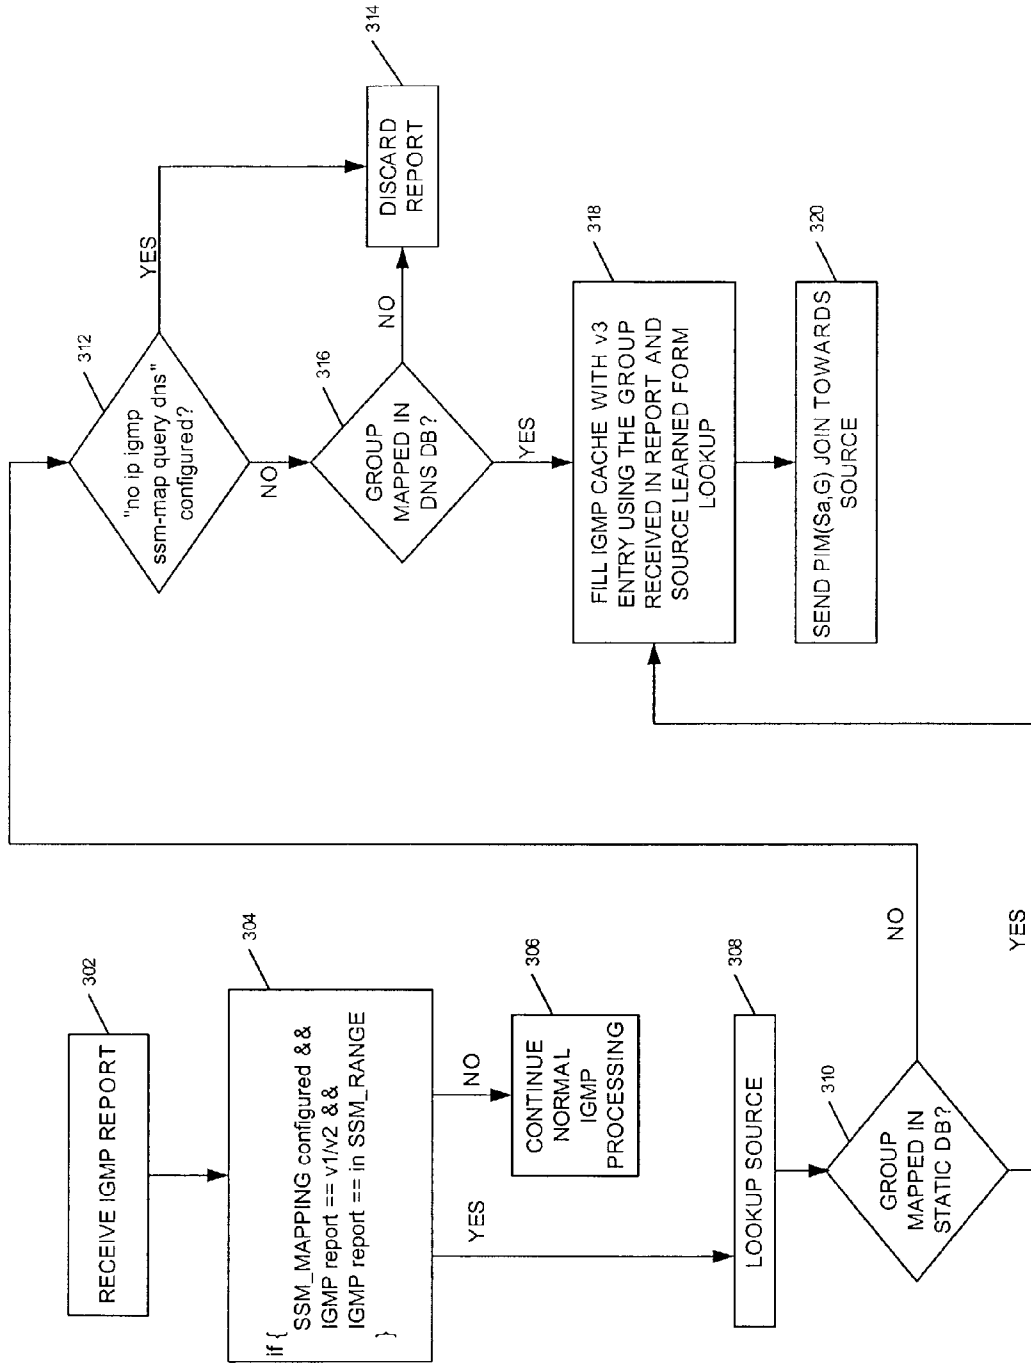 302
RECEIVE IGMP REPORT
304
if {
SSM_MAPPING configured &&
IGMP report == v1/v2 &&
IGMP report == in SSM_RANGE
}
NO
306
CONTINUE
NORMAL
IGMP
PROCESSING
YES
308
LOOKUP SOURCE
310
GROUP
MAPPED IN
STATIC DB?
NO
YES
312
"no ip igmp
ssm-map query dns"
configured?
YES
314
DISCARD
REPORT
NO
316
GROUP
MAPPED IN
DNS DB?
NO
YES
318
FILL IGMP CACHE WITH v3
ENTRY USING THE GROUP
RECEIVED IN REPORT AND
SOURCE LEARNED FORM
LOOKUP
320
SEND PIM(Sa,G) JOIN TOWARDS
SOURCE